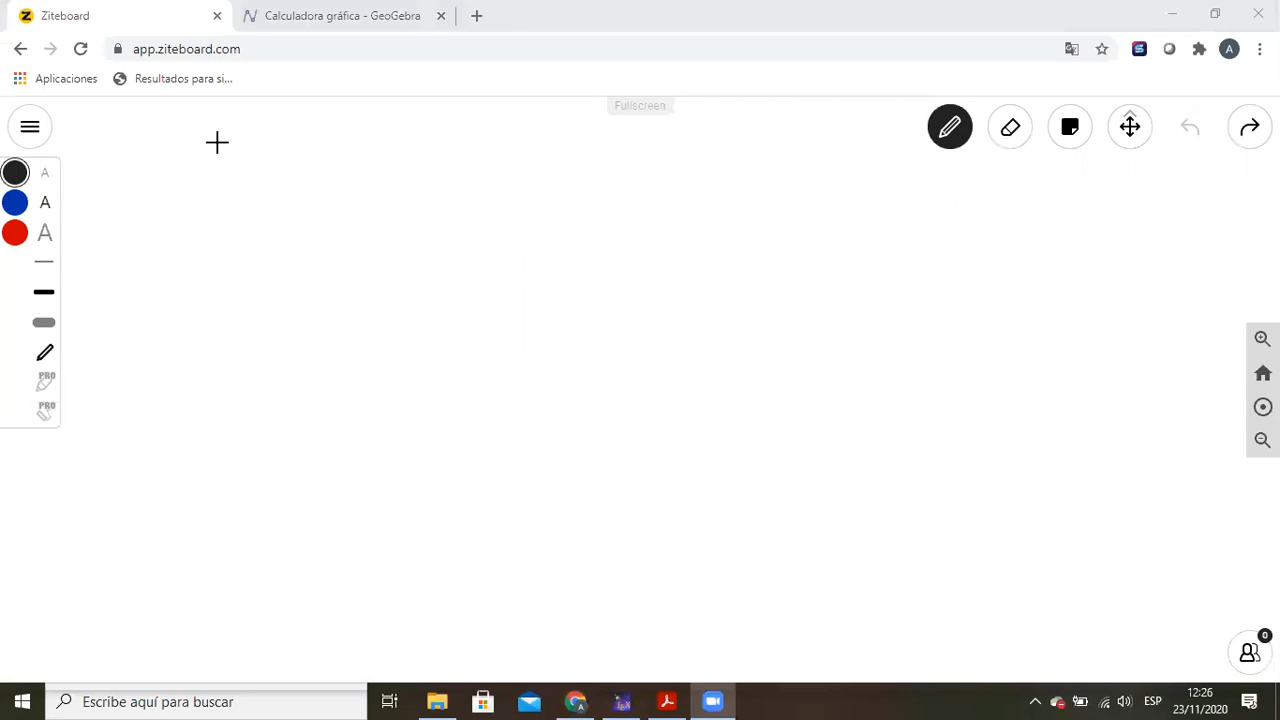 Ziteboard
Calculadora gráfica - GeoGebra
app.ziteboard.com
A
Aplicaciones
Resultados para si...
Fullscreen
A
A
A
PRO
PRO
0
Escribe aquí para buscar
ESP
12:26
23/11/2020